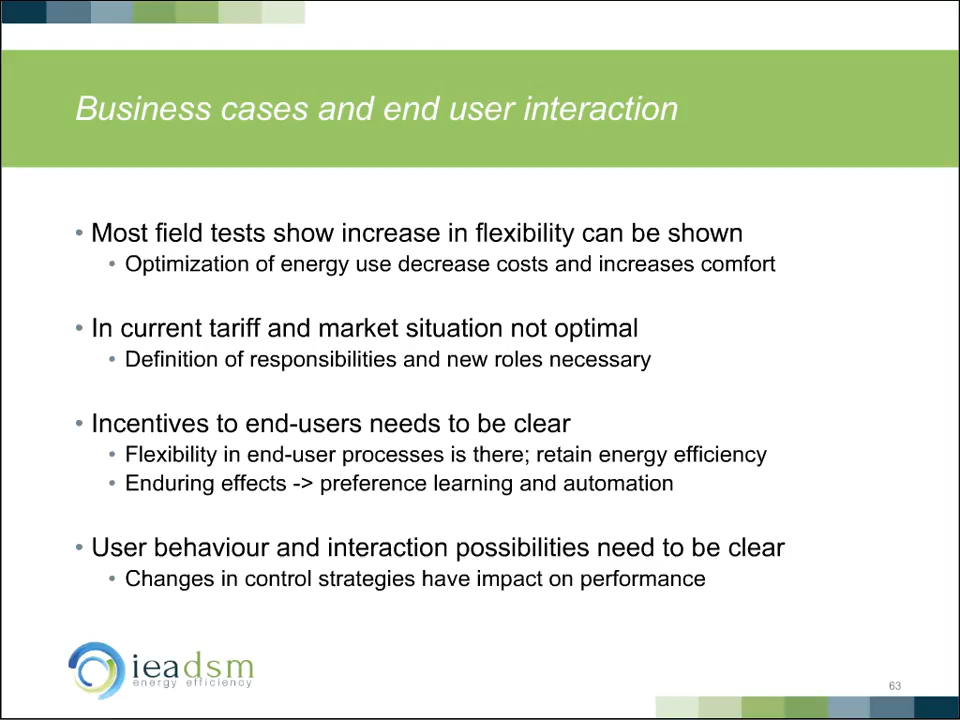 Business cases and end user interaction
• Most field tests show increase in flexibility can be shown
• Optimization of energy use decrease costs and increases comfort
• In current tariff and market situation not optimal
• Definition of responsibilities and new roles necessary
• Incentives to end-users needs to be clear
• Flexibility in end-user processes is there; retain energy efficiency
• Enduring effects -> preference learning and automation
• User behaviour and interaction possibilities need to be clear
• Changes in control strategies have impact on performance
ieadsm
energy efficiency
63